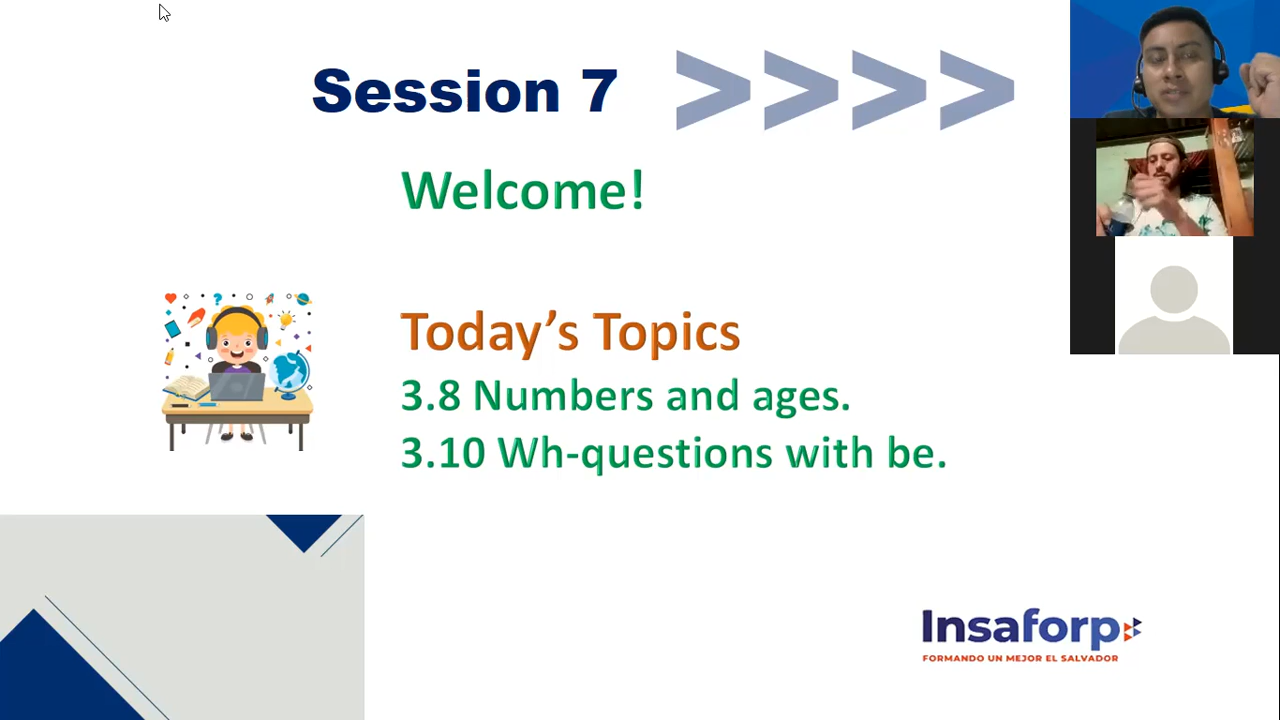 Session 7
Welcome!
Today's Topics
3.8 Numbers and ages.
3.10 Wh-questions with be.
Insaforp
FORMANDO UN MEJOR EL SALVADOR